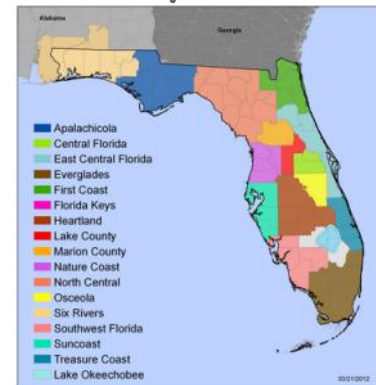 Alabama
Georgia
Apalachicola
Central Florida
East Central Florida
Everglades
First Coast
Florida Keys
Heartland
Lake County
Marion County
Nature Coast
North Central
Osceola
Six Rivers
Southwest Florida
Suncoast
Treasure Coast
Lake Okeechobee
03/21/2012